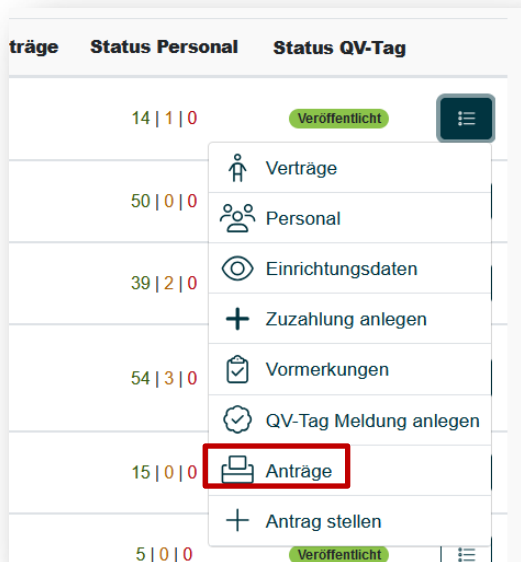 träge Status Personal Status QV-Tag
14 | 1 | 0 Veröffentlicht
Verträge
50 | 0 | 0
Personal
39 | 2 | 0 Einrichtungsdaten
Zuzahlung anlegen
54 | 3 | 0 Vormerkungen
QV-Tag Meldung anlegen
15 | 0 | 0 Anträge
Antrag stellen
5 | 0 | 0 Veröffentlicht